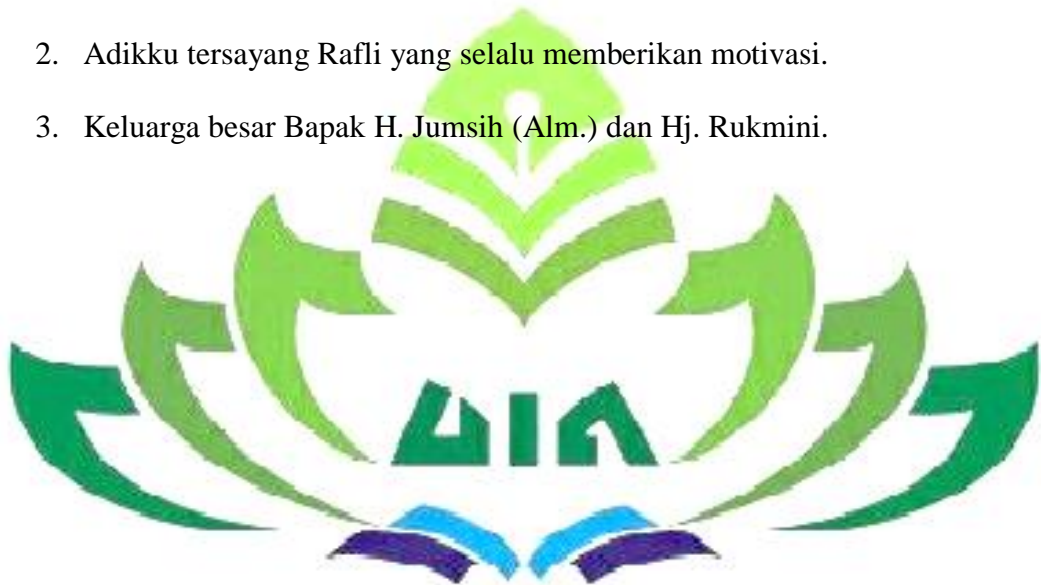 2. Adikku tersayang Rafli yang selalu memberikan motivasi.
3. Keluarga besar Bapak H. Jumsih (Alm.) dan Hj. Rukmini.
UIN